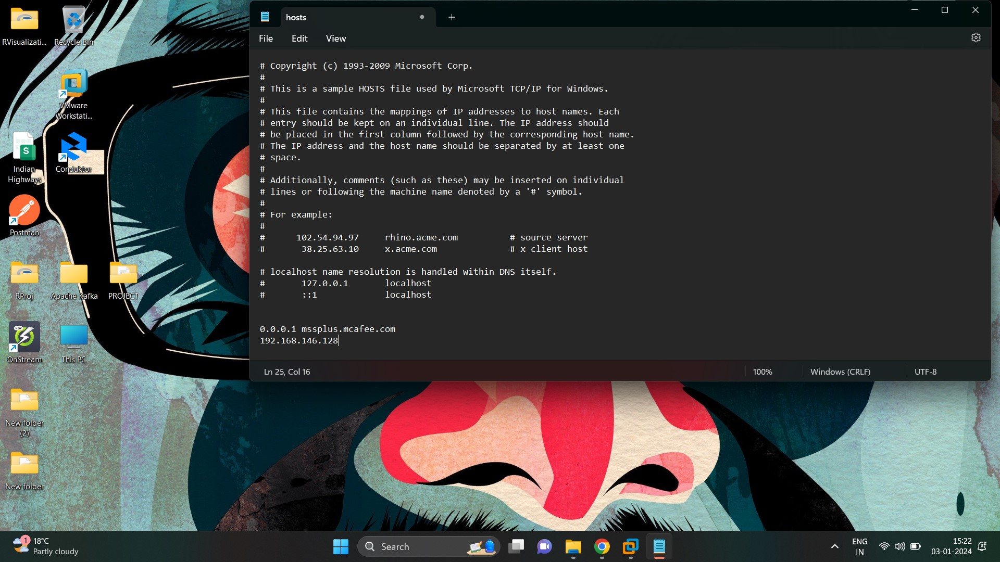 hosts
File Edit View
# Copyright (c) 1993-2009 Microsoft Corp.
#
# This is a sample HOSTS file used by Microsoft TCP/IP for Windows.
#
# This file contains the mappings of IP addresses to host names. Each
# entry should be kept on an individual line. The IP address should
# be placed in the first column followed by the corresponding host name.
# The IP address and the host name should be separated by at least one
# space.
#
# Additionally, comments (such as these) may be inserted on individual
# lines or following the machine name denoted by a '#' symbol.
#
# For example:
#
#      102.54.94.97     rhino.acme.com          # source server
#       38.25.63.10     x.acme.com              # x client host
# localhost name resolution is handled within DNS itself.
#       127.0.0.1       localhost
#       ::1             localhost
0.0.0.1 mssplus.mcafee.com
192.168.146.128
Ln 25, Col 16 100% Windows (CRLF) UTF-8
RVisualizati...
Recycle Bin
VMware
Workstati...
S
Indian
Highways
Conduktor
Postman
RProj
Apache Kafka
PROJECT
NEW
OnStream
This PC
New folder
(2)
New folder
1
18°C
Partly cloudy
Search
ENG
IN
15:22
03-01-2024